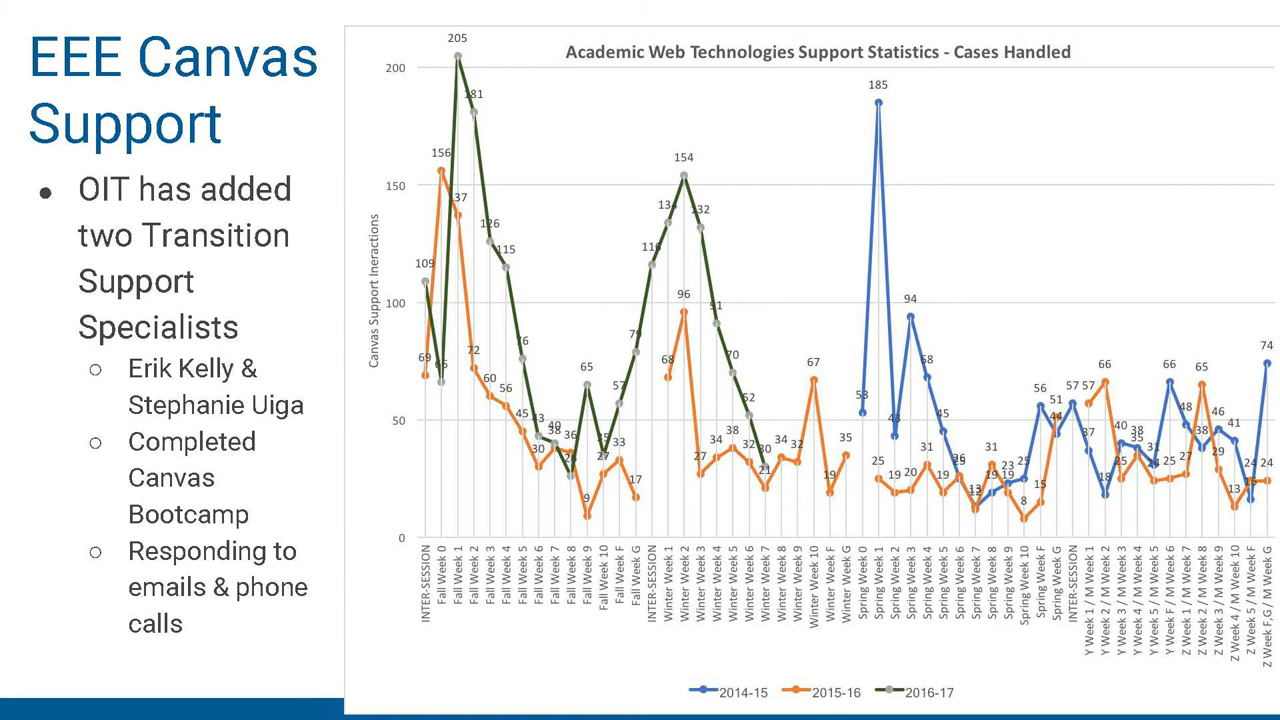 EEE Canvas
Support
● OIT has added
two Transition
Support
Specialists
○ Erik Kelly &
Stephanie Uiga
○ Completed
Canvas
Bootcamp
○ Responding to
emails & phone
calls
Academic Web Technologies Support Statistics - Cases Handled
Canvas Support Ineractions
200
150
100
50
0
109
69
156
66
205
137
181
72
126
60
115
56
76
45
43
30
40
38
36
26
65
9
35
27
57
33
79
17
116
134
68
154
96
132
27
91
34
70
38
52
32
30
21
34
32
67
19
35
53
185
25
43
19
94
20
68
31
45
19
26
25
13
12
31
19
23
19
25
8
56
15
51
44
57
57
37
66
18
40
25
38
35
31
24
66
25
48
27
65
38
46
29
41
13
24
16
74
24
INTER-SESSION
Fall Week 0
Fall Week 1
Fall Week 2
Fall Week 3
Fall Week 4
Fall Week 5
Fall Week 6
Fall Week 7
Fall Week 8
Fall Week 9
Fall Week 10
Fall Week F
Fall Week G
INTER-SESSION
Winter Week 1
Winter Week 2
Winter Week 3
Winter Week 4
Winter Week 5
Winter Week 6
Winter Week 7
Winter Week 8
Winter Week 9
Winter Week 10
Winter Week F
Winter Week G
Spring Week 0
Spring Week 1
Spring Week 2
Spring Week 3
Spring Week 4
Spring Week 5
Spring Week 6
Spring Week 7
Spring Week 8
Spring Week 9
Spring Week 10
Spring Week F
Spring Week G
INTER-SESSION
Y Week 1 / M Week 1
Y Week 2 / M Week 2
Y Week 3 / M Week 3
Y Week 4 / M Week 4
Y Week 5 / M Week 5
Y Week F / M Week 6
Z Week 1 / M Week 7
Z Week 2 / M Week 8
Z Week 3 / M Week 9
Z Week 4 / M Week 10
Z Week 5 / M Week F
Z Week F,G / M Week G
2014-15
2015-16
2016-17